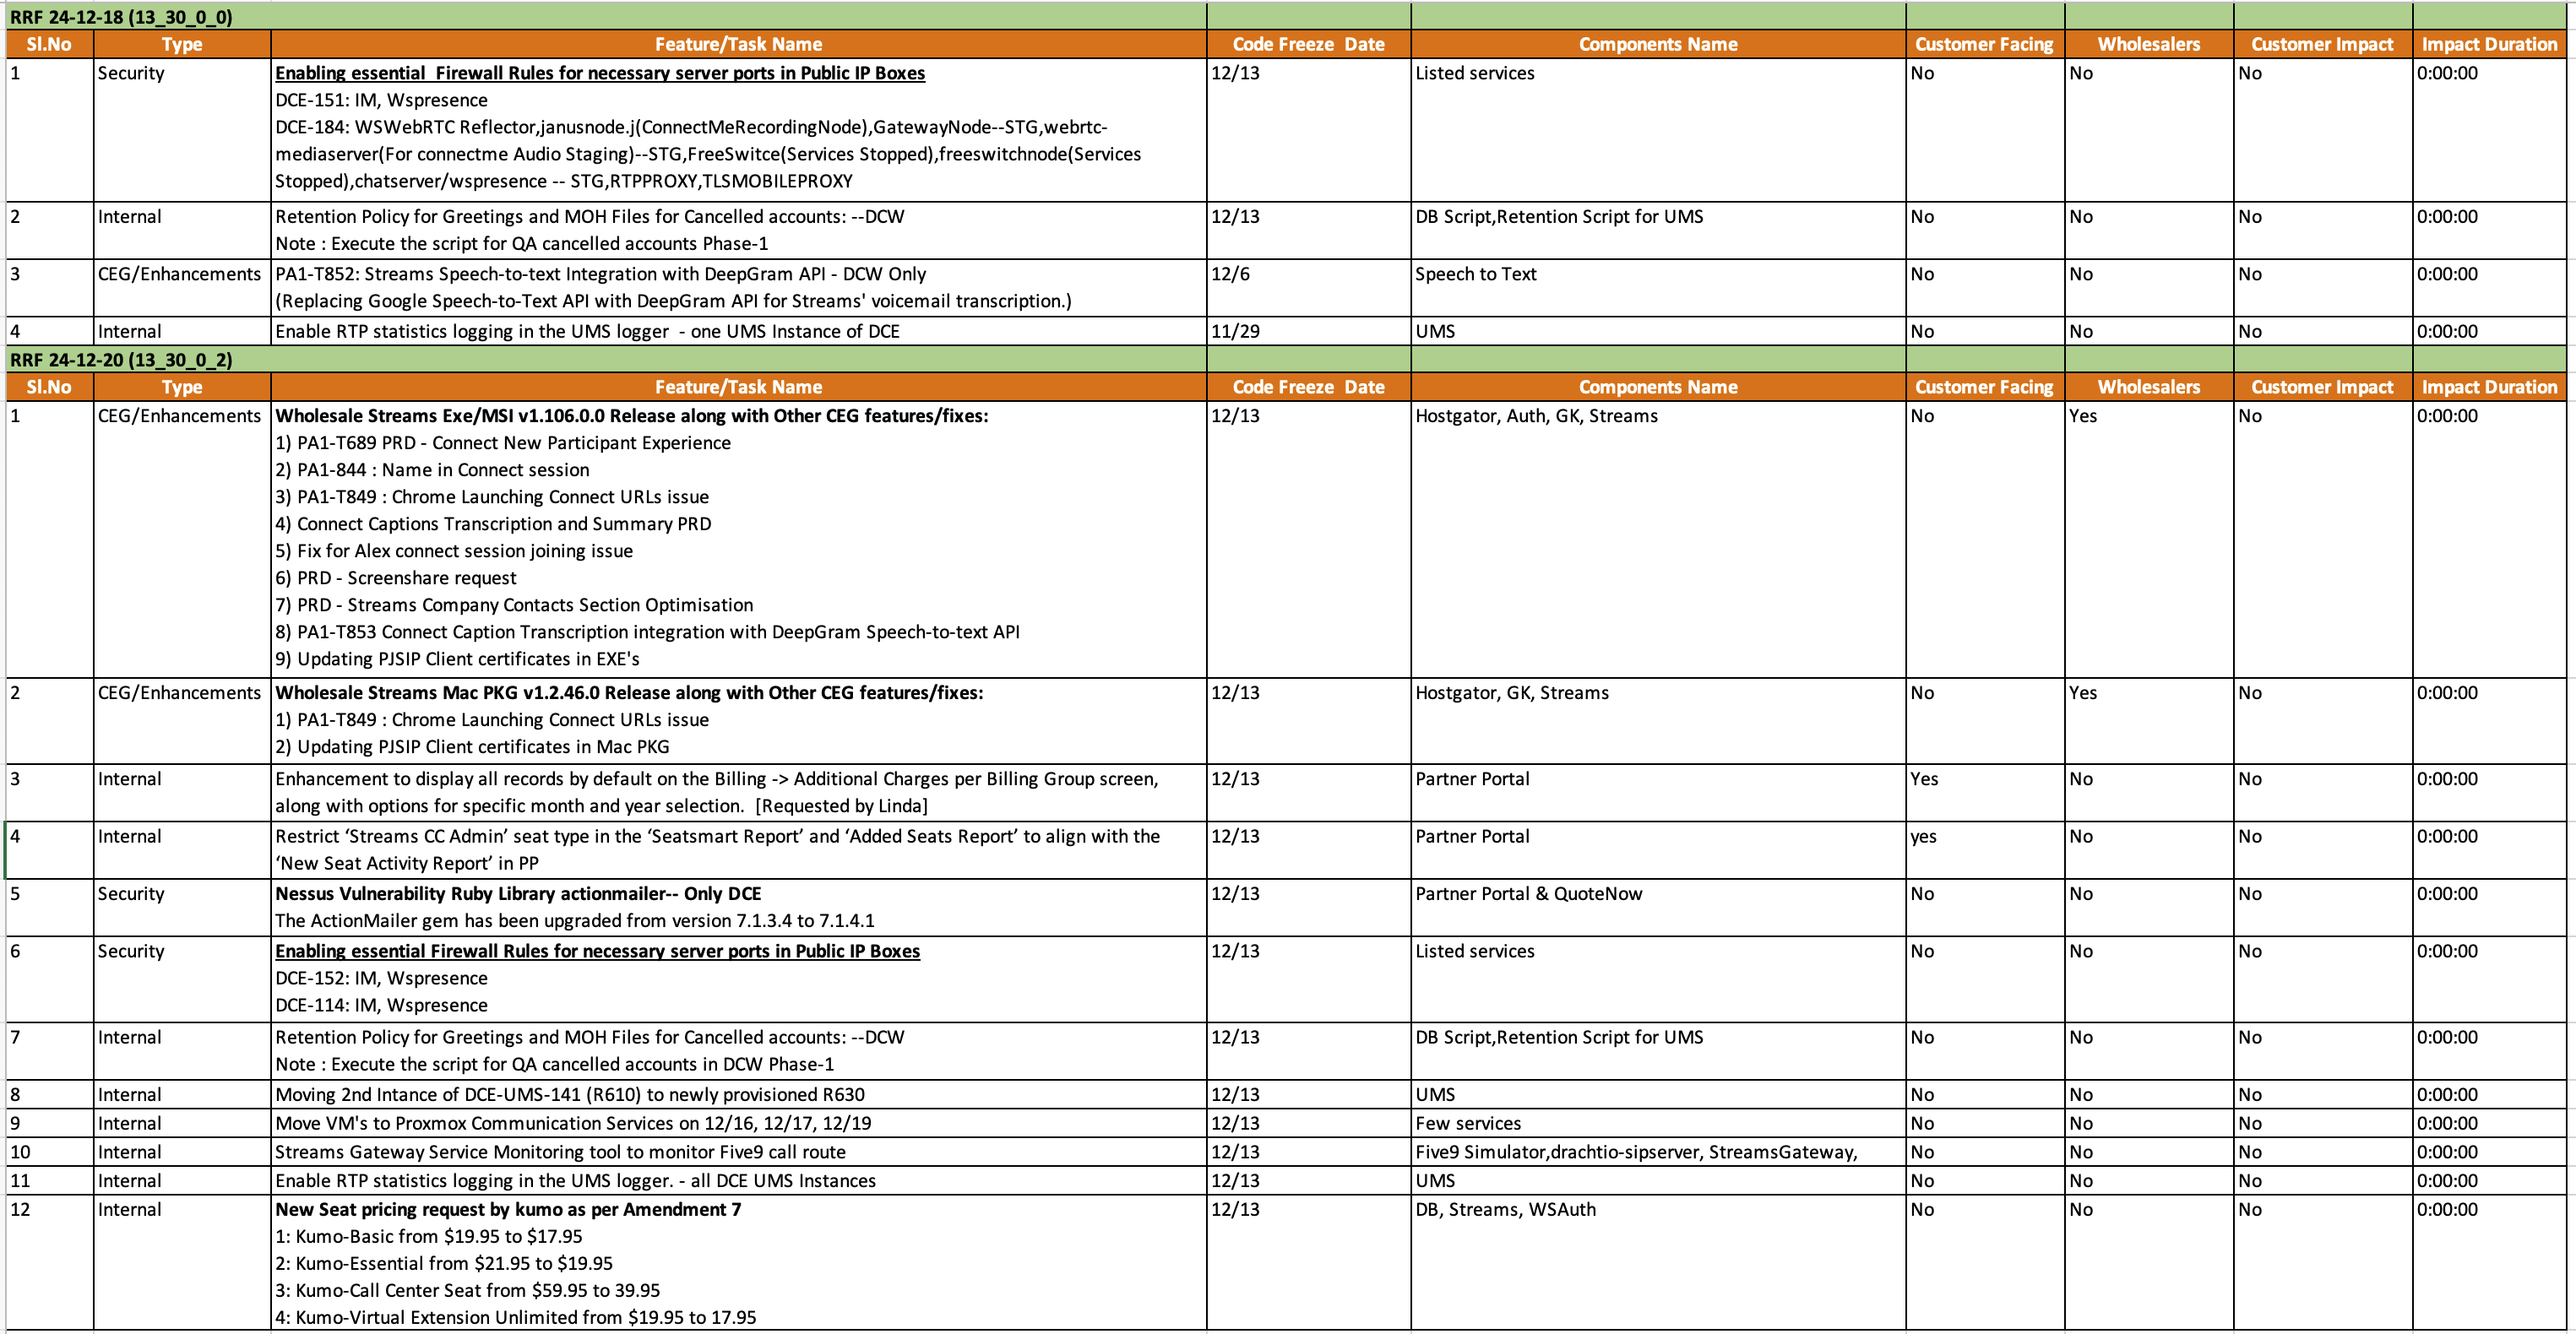 RRF 24-12-18 (13_30_0_0)
Sl.No Type Feature/Task Name Code Freeze  Date Components Name Customer Facing Wholesalers Customer Impact Impact Duration
1 Security Enabling essential  Firewall Rules for necessary server ports in Public IP Boxes 12/13 Listed services No No No 0:00:00
DCE-151: IM, Wspresence
DCE-184: WSWebRTC Reflector,janusnode.j(ConnectMeRecordingNode),GatewayNode--STG,webrtc-
mediaserver(For connectme Audio Staging)--STG,FreeSwitce(Services Stopped),freeswitchnode(Services
Stopped),chatserver/wspresence -- STG,RTPPROXY,TLSMOBILEPROXY
2 Internal Retention Policy for Greetings and MOH Files for Cancelled accounts: --DCW 12/13 DB Script,Retention Script for UMS No No No 0:00:00
Note : Execute the script for QA cancelled accounts Phase-1
3 CEG/Enhancements PA1-T852: Streams Speech-to-text Integration with DeepGram API - DCW Only 12/6 Speech to Text No No No 0:00:00
(Replacing Google Speech-to-Text API with DeepGram API for Streams' voicemail transcription.)
4 Internal Enable RTP statistics logging in the UMS logger  - one UMS Instance of DCE 11/29 UMS No No No 0:00:00
RRF 24-12-20 (13_30_0_2)
Sl.No Type Feature/Task Name Code Freeze  Date Components Name Customer Facing Wholesalers Customer Impact Impact Duration
1 CEG/Enhancements Wholesale Streams Exe/MSI v1.106.0.0 Release along with Other CEG features/fixes: 12/13 Hostgator, Auth, GK, Streams No Yes No 0:00:00
1) PA1-T689 PRD - Connect New Participant Experience
2) PA1-844 : Name in Connect session
3) PA1-T849 : Chrome Launching Connect URLs issue
4) Connect Captions Transcription and Summary PRD
5) Fix for Alex connect session joining issue
6) PRD - Screenshare request
7) PRD - Streams Company Contacts Section Optimisation
8) PA1-T853 Connect Caption Transcription integration with DeepGram Speech-to-text API
9) Updating PJSIP Client certificates in EXE's
2 CEG/Enhancements Wholesale Streams Mac PKG v1.2.46.0 Release along with Other CEG features/fixes: 12/13 Hostgator, GK, Streams No Yes No 0:00:00
1) PA1-T849 : Chrome Launching Connect URLs issue
2) Updating PJSIP Client certificates in Mac PKG
3 Internal Enhancement to display all records by default on the Billing -> Additional Charges per Billing Group screen, 12/13 Partner Portal Yes No No 0:00:00
along with options for specific month and year selection.  [Requested by Linda]
4 Internal Restrict ‘Streams CC Admin’ seat type in the ‘Seatsmart Report’ and ‘Added Seats Report’ to align with the 12/13 Partner Portal yes No No 0:00:00
‘New Seat Activity Report’ in PP
5 Security Nessus Vulnerability Ruby Library actionmailer-- Only DCE 12/13 Partner Portal & QuoteNow No No No 0:00:00
The ActionMailer gem has been upgraded from version 7.1.3.4 to 7.1.4.1
6 Security Enabling essential Firewall Rules for necessary server ports in Public IP Boxes 12/13 Listed services No No No 0:00:00
DCE-152: IM, Wspresence
DCE-114: IM, Wspresence
7 Internal Retention Policy for Greetings and MOH Files for Cancelled accounts: --DCW 12/13 DB Script,Retention Script for UMS No No No 0:00:00
Note : Execute the script for QA cancelled accounts in DCW Phase-1
8 Internal Moving 2nd Intance of DCE-UMS-141 (R610) to newly provisioned R630 12/13 UMS No No No 0:00:00
9 Internal Move VM's to Proxmox Communication Services on 12/16, 12/17, 12/19 12/13 Few services No No No 0:00:00
10 Internal Streams Gateway Service Monitoring tool to monitor Five9 call route 12/13 Five9 Simulator,drachtio-sipserver, StreamsGateway, No No No 0:00:00
11 Internal Enable RTP statistics logging in the UMS logger. - all DCE UMS Instances 12/13 UMS No No No 0:00:00
12 Internal New Seat pricing request by kumo as per Amendment 7 12/13 DB, Streams, WSAuth No No No 0:00:00
1: Kumo-Basic from $19.95 to $17.95
2: Kumo-Essential from $21.95 to $19.95
3: Kumo-Call Center Seat from $59.95 to 39.95
4: Kumo-Virtual Extension Unlimited from $19.95 to 17.95